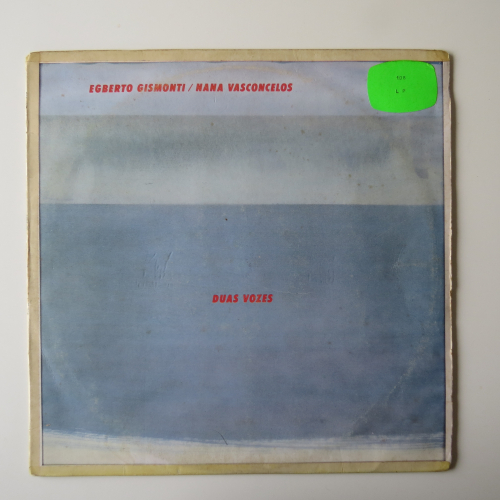 EGBERTO GISMONTI / NANA VASCONCELOS
DUAS VOZES